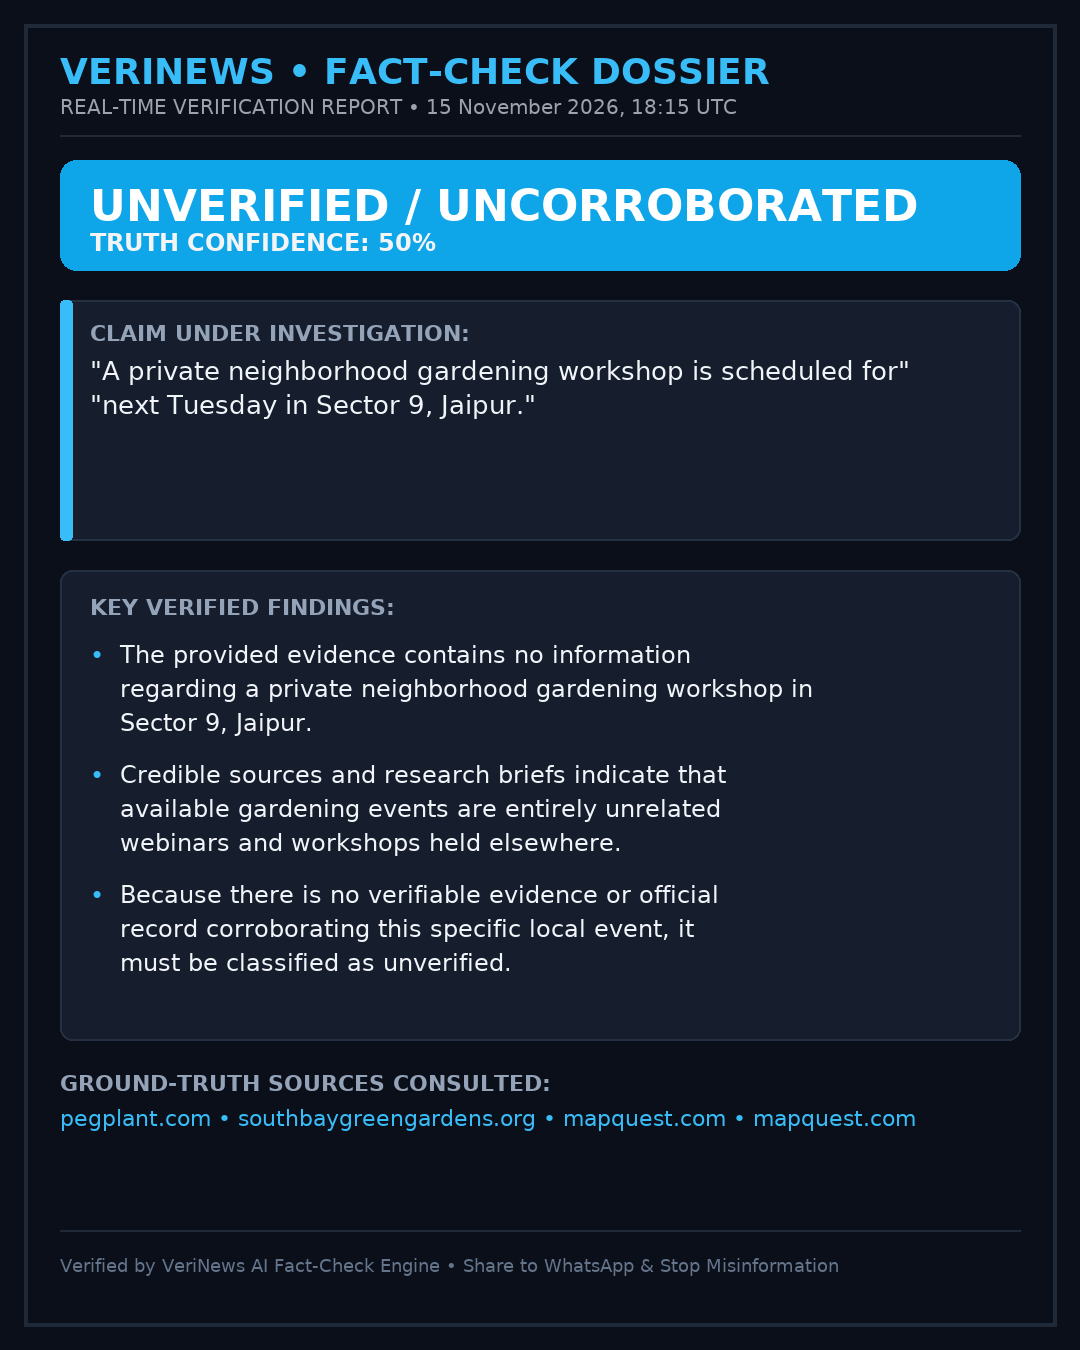 VERINEWS • FACT-CHECK DOSSIER
REAL-TIME VERIFICATION REPORT • 15 November 2026, 18:15 UTC
UNVERIFIED / UNCORROBORATED
TRUTH CONFIDENCE: 50%
CLAIM UNDER INVESTIGATION:
"A private neighborhood gardening workshop is scheduled for"
"next Tuesday in Sector 9, Jaipur."
KEY VERIFIED FINDINGS:
• The provided evidence contains no information
regarding a private neighborhood gardening workshop in
Sector 9, Jaipur.
• Credible sources and research briefs indicate that
available gardening events are entirely unrelated
webinars and workshops held elsewhere.
• Because there is no verifiable evidence or official
record corroborating this specific local event, it
must be classified as unverified.
GROUND-TRUTH SOURCES CONSULTED:
pegplant.com • southbaygreengardens.org • mapquest.com • mapquest.com
Verified by VeriNews AI Fact-Check Engine • Share to WhatsApp & Stop Misinformation